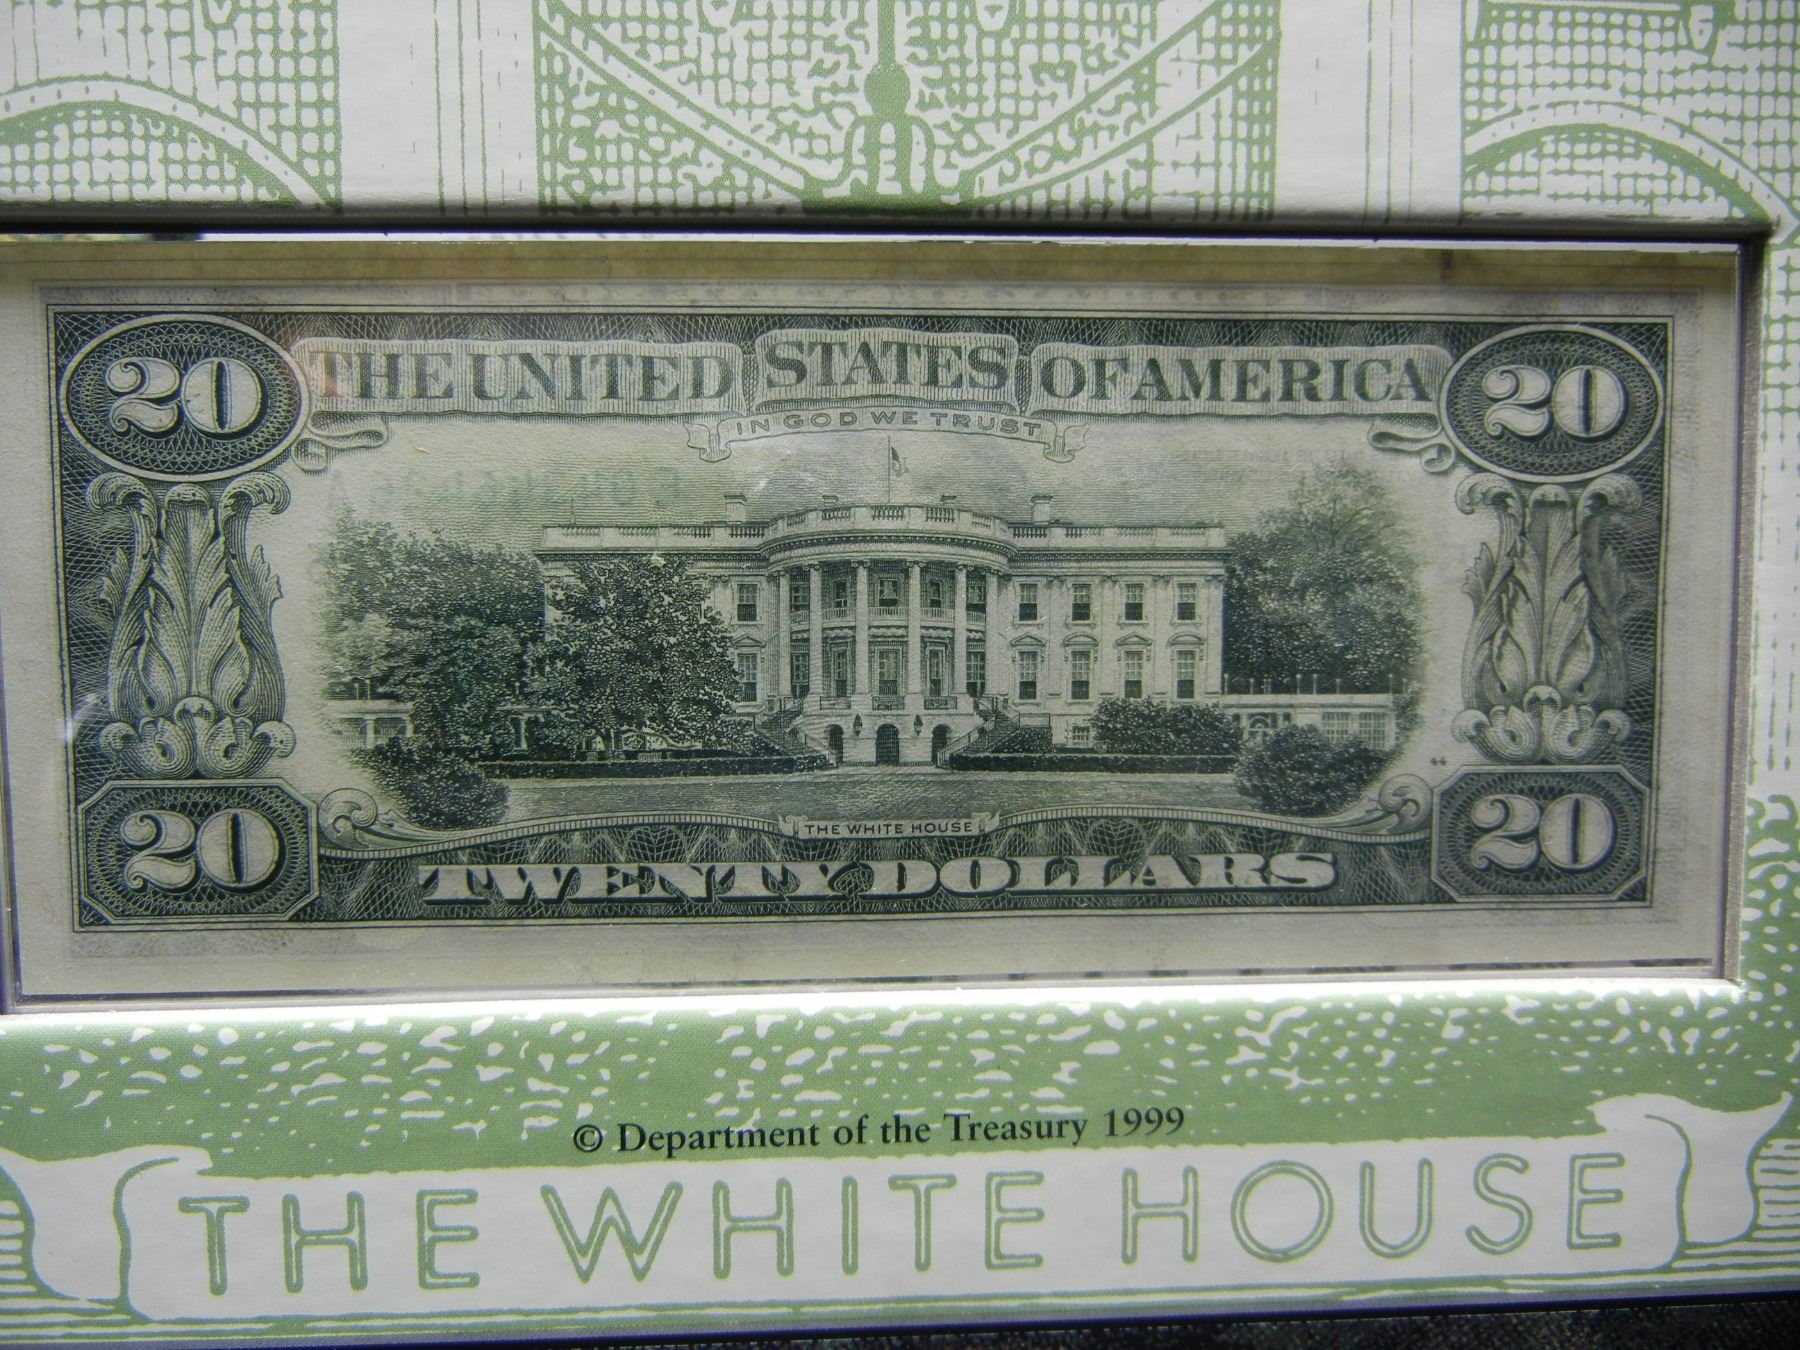 20 THE UNITED STATES OF AMERICA 20
IN GOD WE TRUST
44
THE WHITE HOUSE
20 TWENTY DOLLARS 20
© Department of the Treasury 1999
THE WHITE HOUSE